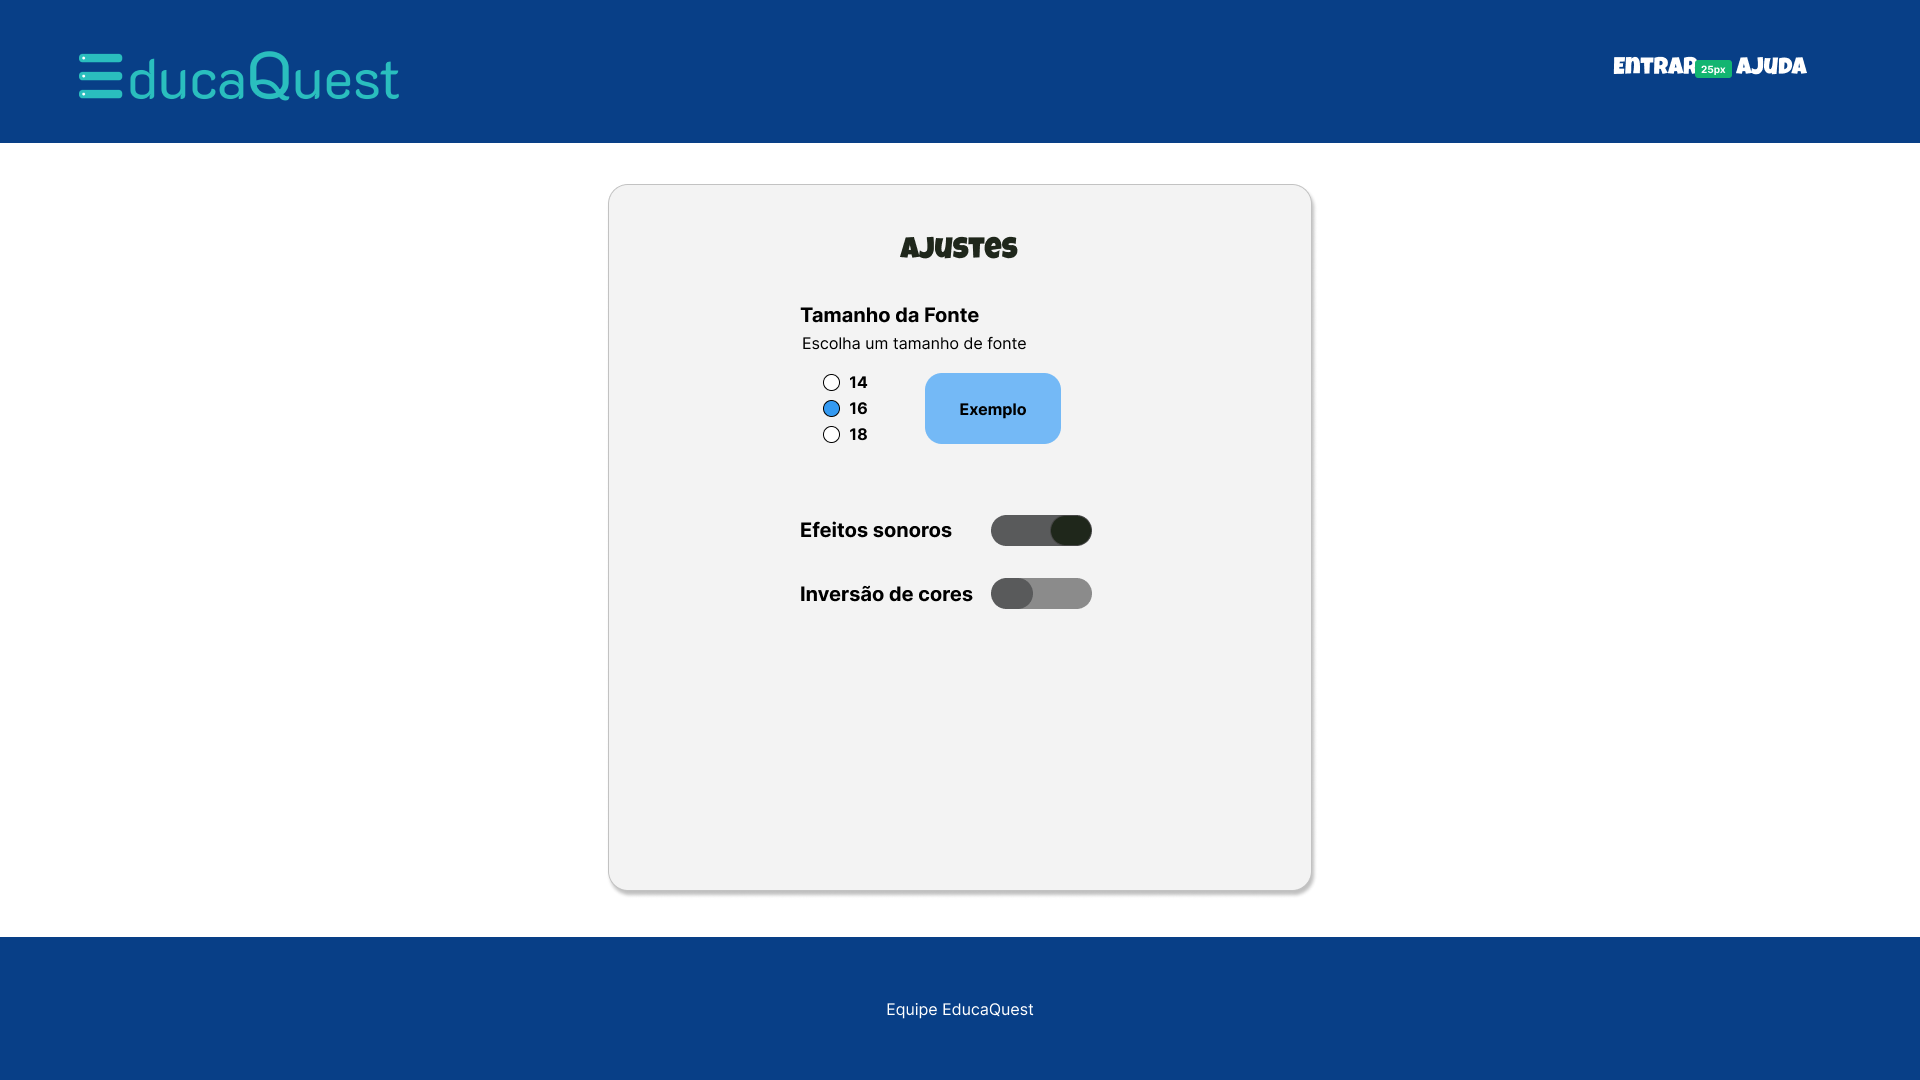 EducaQuest
ENTRAR 25px AJUDA
AJUSTES
Tamanho da Fonte
Escolha um tamanho de fonte
14
16
18
Exemplo
Efeitos sonoros
Inversão de cores
Equipe EducaQuest